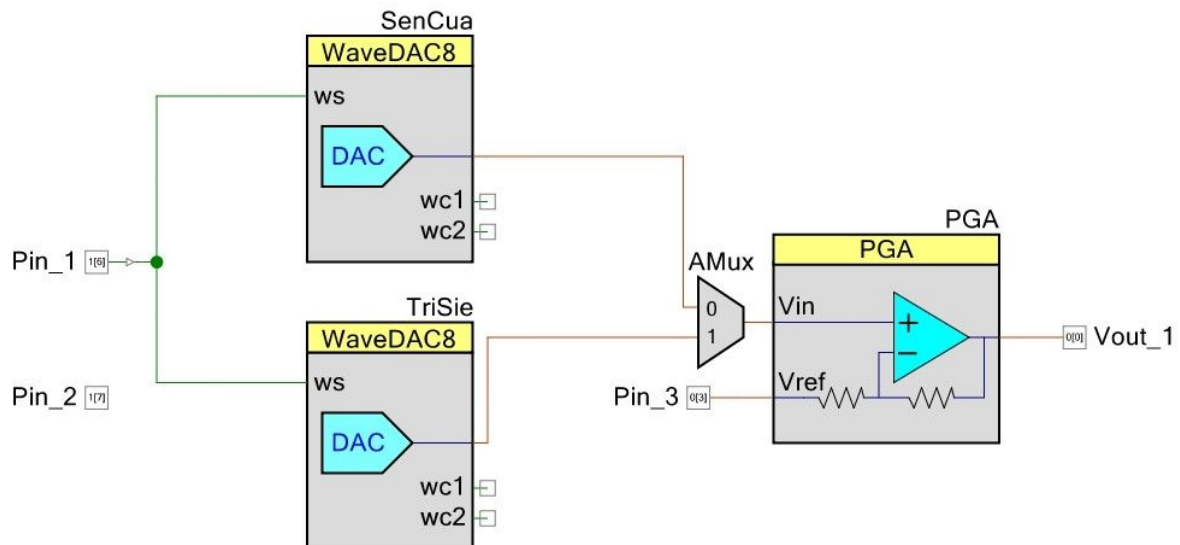 SenCua
WaveDAC8
ws
DAC
wc1
wc2
Pin_1 1[6]
TriSie
WaveDAC8
ws
DAC
wc1
wc2
Pin_2 1[7]
AMux
0
1
PGA
PGA
Vin
Vref
Pin_3 0[3]
0[0] Vout_1